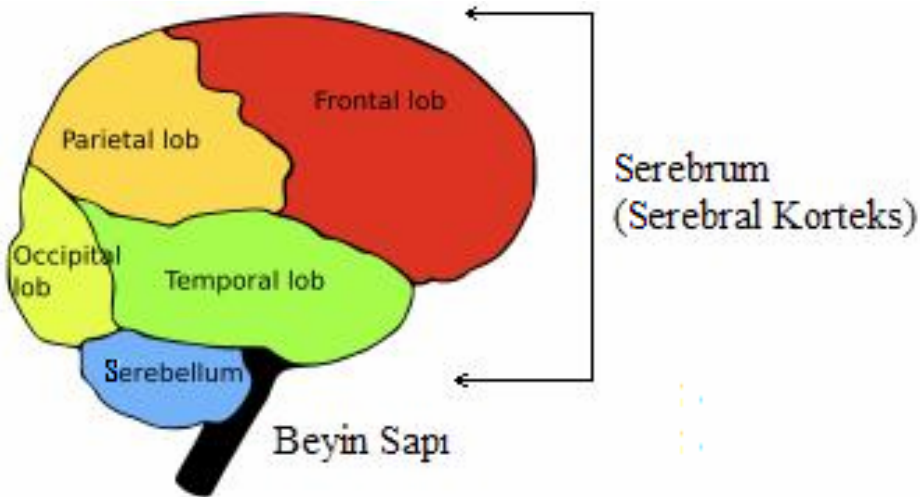 Frontal lob
Parietal lob
Serebrum
(Serebral Korteks)
Occipital
lob
Temporal lob
Serebellum
Beyin Sapı